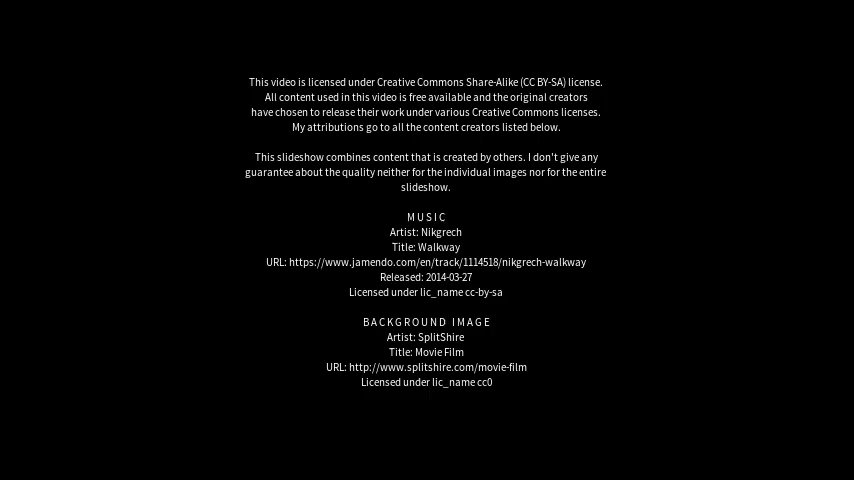 This video is licensed under Creative Commons Share-Alike (CC BY-SA) license.
All content used in this video is free available and the original creators
have chosen to release their work under various Creative Commons licenses.
My attributions go to all the content creators listed below.
This slideshow combines content that is created by others. I don't give any
guarantee about the quality neither for the individual images nor for the entire
slideshow.
MUSIC
Artist: Nikgrech
Title: Walkway
URL: https://www.jamendo.com/en/track/1114518/nikgrech-walkway
Released: 2014-03-27
Licensed under lic_name cc-by-sa
BACKGROUND IMAGE
Artist: SplitShire
Title: Movie Film
URL: http://www.splitshire.com/movie-film
Licensed under lic_name cc0